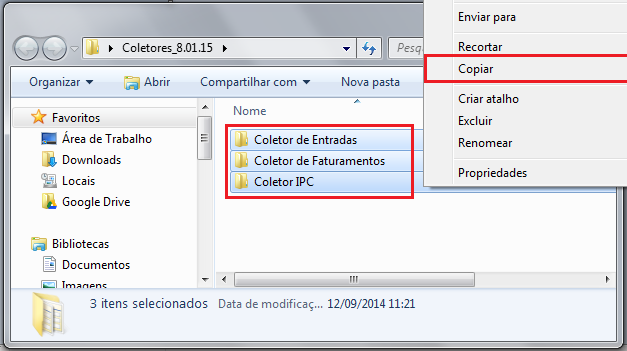 Enviar para
Coletores_8.01.15
Recortar
Copiar
Organizar Abrir Compartilhar com Nova pasta
Criar atalho
Nome
Favoritos
Excluir
Área de Trabalho
Coletor de Entradas
Renomear
Downloads
Coletor de Faturamentos
Locais
Coletor IPC
Propriedades
Google Drive
Bibliotecas
Documentos
Imagens
3 itens selecionados Data de modificaç... 12/09/2014 11:21